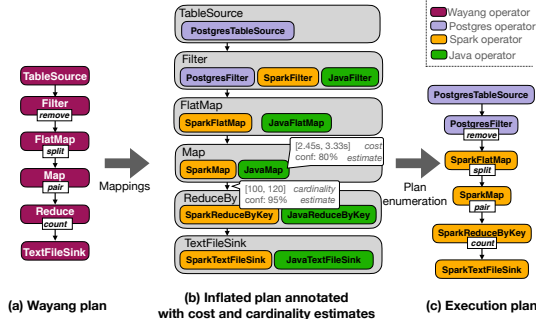 TableSource
Filter
remove
FlatMap
split
Map
pair
Reduce
count
TextFileSink
(a) Wayang plan
Mappings
TableSource
PostgresTableSource
Filter
PostgresFilter SparkFilter JavaFilter
FlatMap
SparkFlatMap JavaFlatMap
[2.45s, 3.33s] cost
conf: 80% estimate
Map
SparkMap JavaMap
[100, 120] cardinality
conf: 95% estimate
ReduceBy
SparkReduceByKey JavaReduceByKey
TextFileSink
SparkTextFileSink JavaTextFileSink
(b) Inflated plan annotated
with cost and cardinality estimates
Plan
enumeration
Wayang operator
Postgres operator
Spark operator
Java operator
PostgresTableSource
PostgresFilter
remove
SparkFlatMap
split
SparkMap
pair
SparkReduceByKey
count
SparkTextFileSink
(c) Execution plan